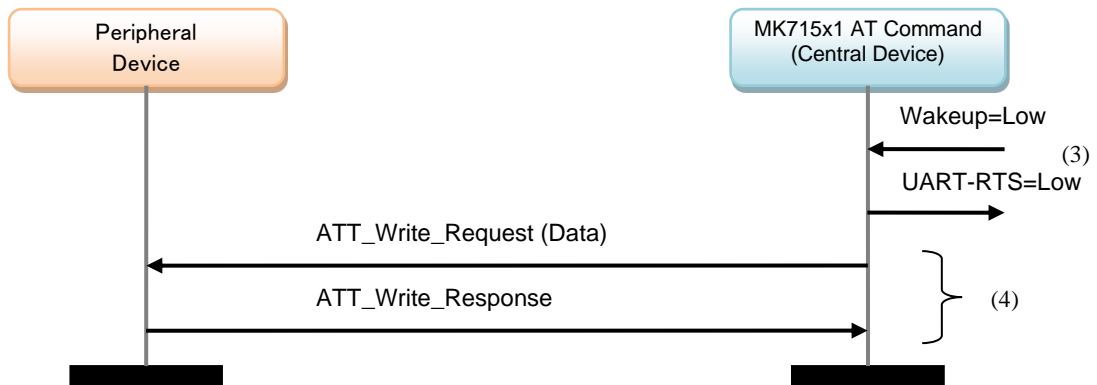 Peripheral
Device
MK715x1 AT Command
(Central Device)
Wakeup=Low
(3)
UART-RTS=Low
ATT_Write_Request (Data)
ATT_Write_Response
(4)